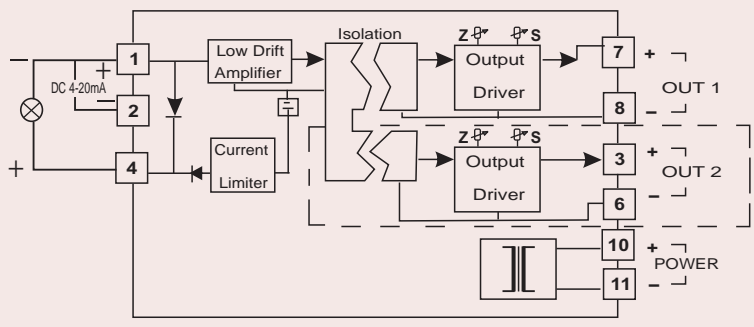 Isolation
Z S
1
Low Drift
Amplifier
Output
Driver
7
+
OUT 1
8
−
−
+
DC 4-20mA
−
2
Z S
Output
Driver
3
+
OUT 2
6
−
4
+
Current
Limiter
10
+
POWER
11
−